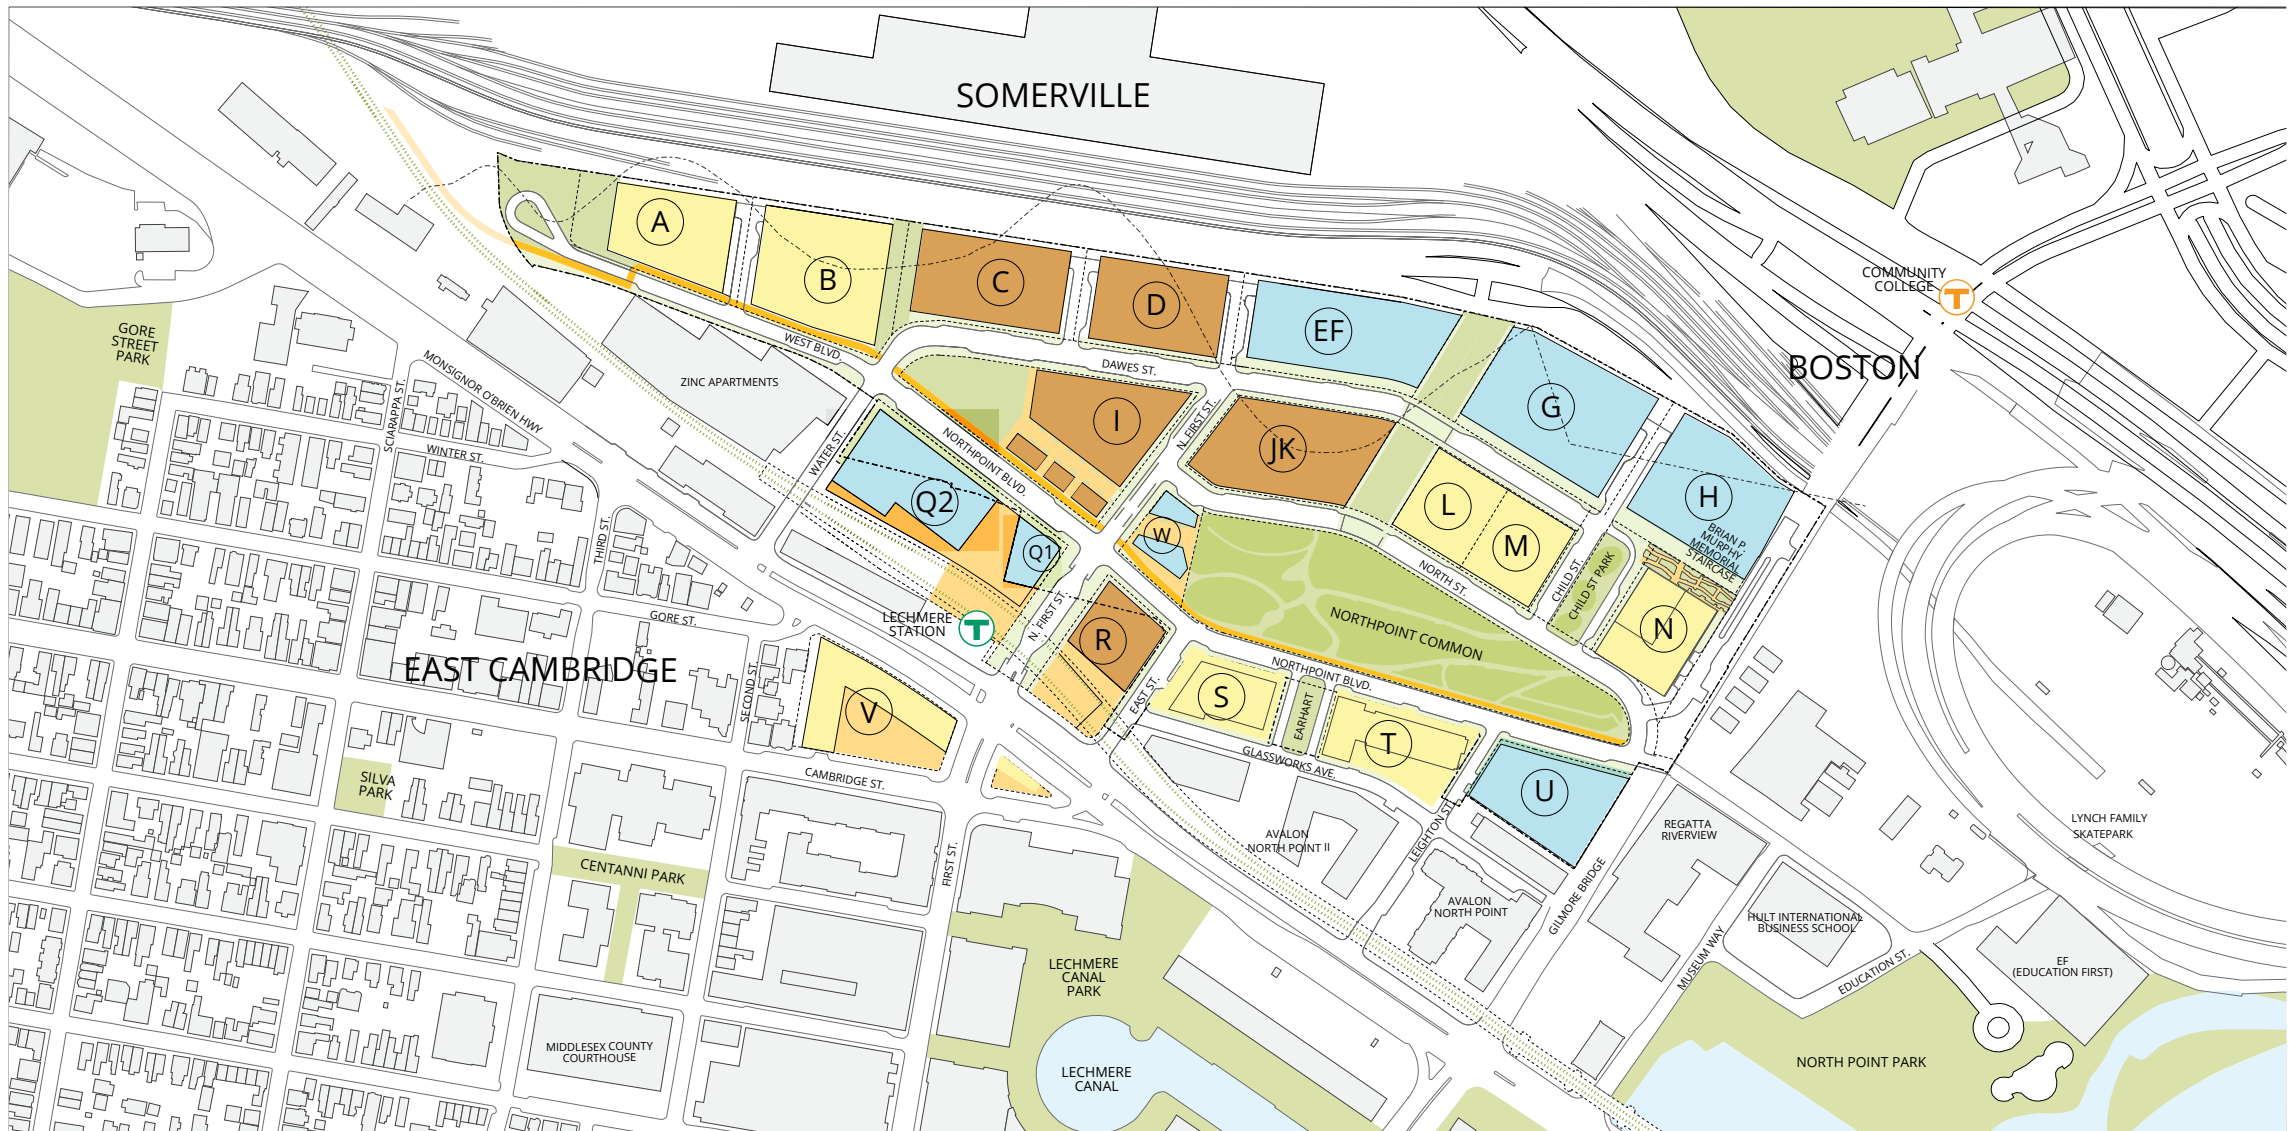 SOMERVILLE
COMMUNITY
COLLEGE
T
BOSTON
A
B
C
D
EF
G
H
I
JK
L
M
N
Q2
Q1
W
R
S
T
U
V
GORE
STREET
PARK
MONSIGNOR O'BRIEN HWY
SCIARAPPA ST.
WINTER ST.
ZINC APARTMENTS
WEST BLVD.
DAWES ST.
WATER ST.
NORTHPOINT BLVD.
N. FIRST ST.
THIRD ST.
GORE ST.
EAST CAMBRIDGE
SECOND ST.
LECHMERE
STATION
T
N. FIRST ST.
EAST ST.
NORTH ST.
CHILD ST.
CHILD ST PARK
BRIAN P.
MURPHY
MEMORIAL
STAIRCASE
NORTHPOINT COMMON
NORTHPOINT BLVD.
EARHART
GLASSWORKS AVE.
LEIGHTON ST.
GILMORE BRIDGE
CAMBRIDGE ST.
FIRST ST.
SILVA
PARK
CENTANNI PARK
MIDDLESEX COUNTY
COURTHOUSE
LECHMERE
CANAL
PARK
LECHMERE
CANAL
AVALON
NORTH POINT II
AVALON
NORTH POINT
REGATTA
RIVERVIEW
HULT INTERNATIONAL
BUSINESS SCHOOL
MUSEUM WAY
EDUCATION ST.
EF
(EDUCATION FIRST)
LYNCH FAMILY
SKATEPARK
NORTH POINT PARK